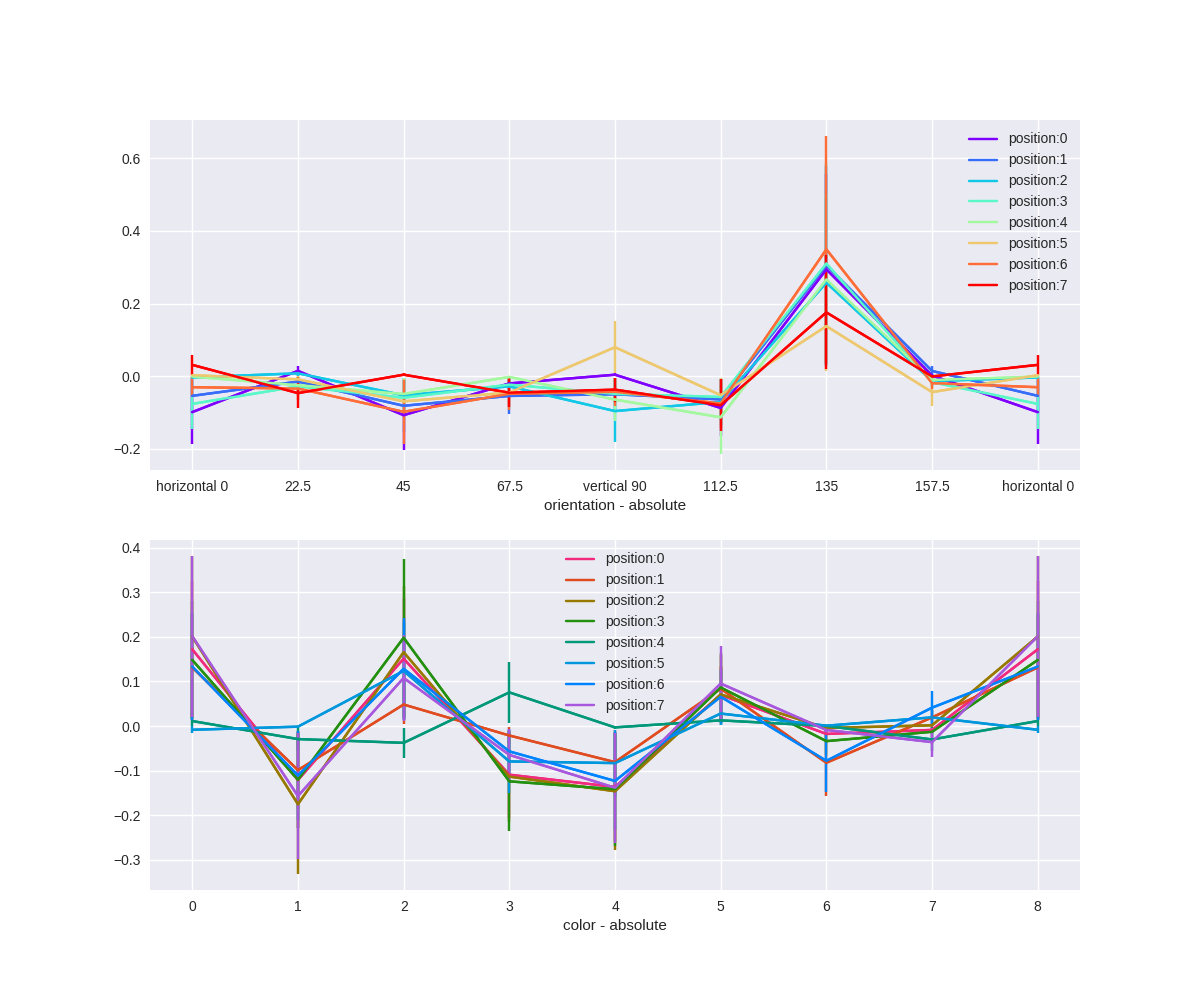 0.6
0.4
0.2
0.0
−0.2
position:0
position:1
position:2
position:3
position:4
position:5
position:6
position:7
horizontal 0 22.5 45 67.5 vertical 90 112.5 135 157.5 horizontal 0
orientation - absolute
0.4
0.3
0.2
0.1
0.0
−0.1
−0.2
−0.3
position:0
position:1
position:2
position:3
position:4
position:5
position:6
position:7
0 1 2 3 4 5 6 7 8
color - absolute